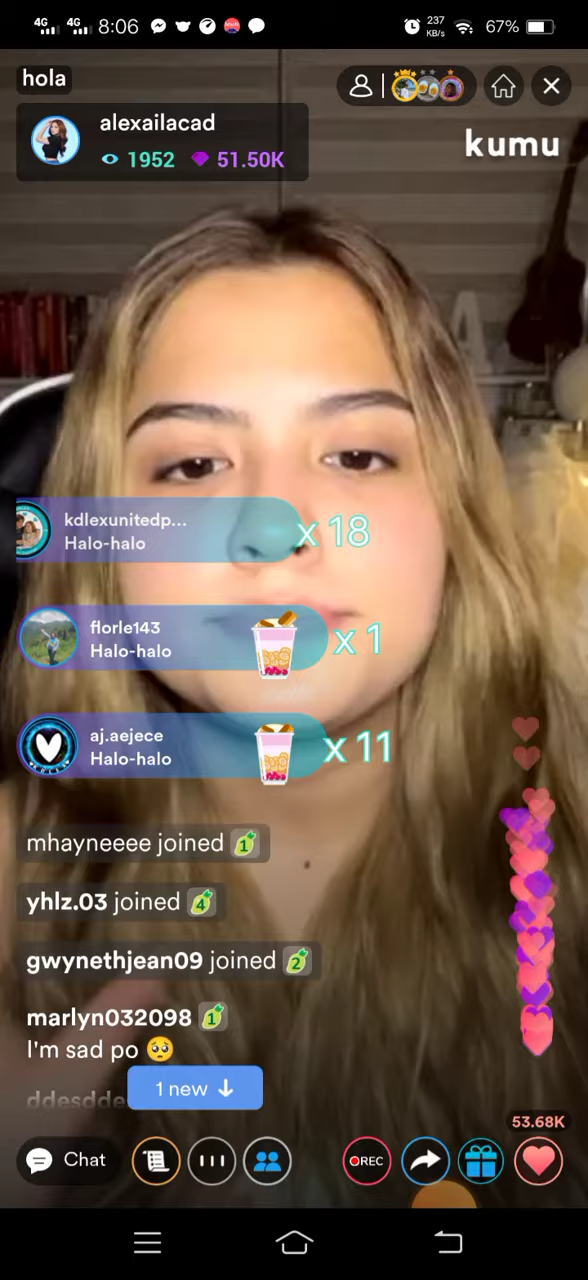 4G 4G 8:06 237 KB/s 67%
hola
alexailacad
1952 51.50K
kumu
A
kdlexunitedp...
Halo-halo
x 18
florle143
Halo-halo
x 1
aj.aejece
Halo-halo
x 11
mhayneeee joined 1
yhlz.03 joined 4
gwynethjean09 joined 2
marlyn032098 1
I'm sad po 🥺
ddesdde
1 new ↓
53.68K
Chat
REC